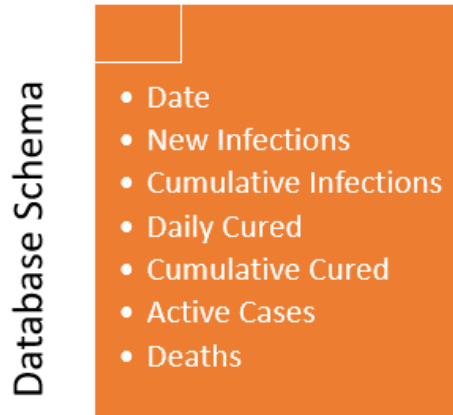 Database Schema
• Date
• New Infections
• Cumulative Infections
• Daily Cured
• Cumulative Cured
• Active Cases
• Deaths